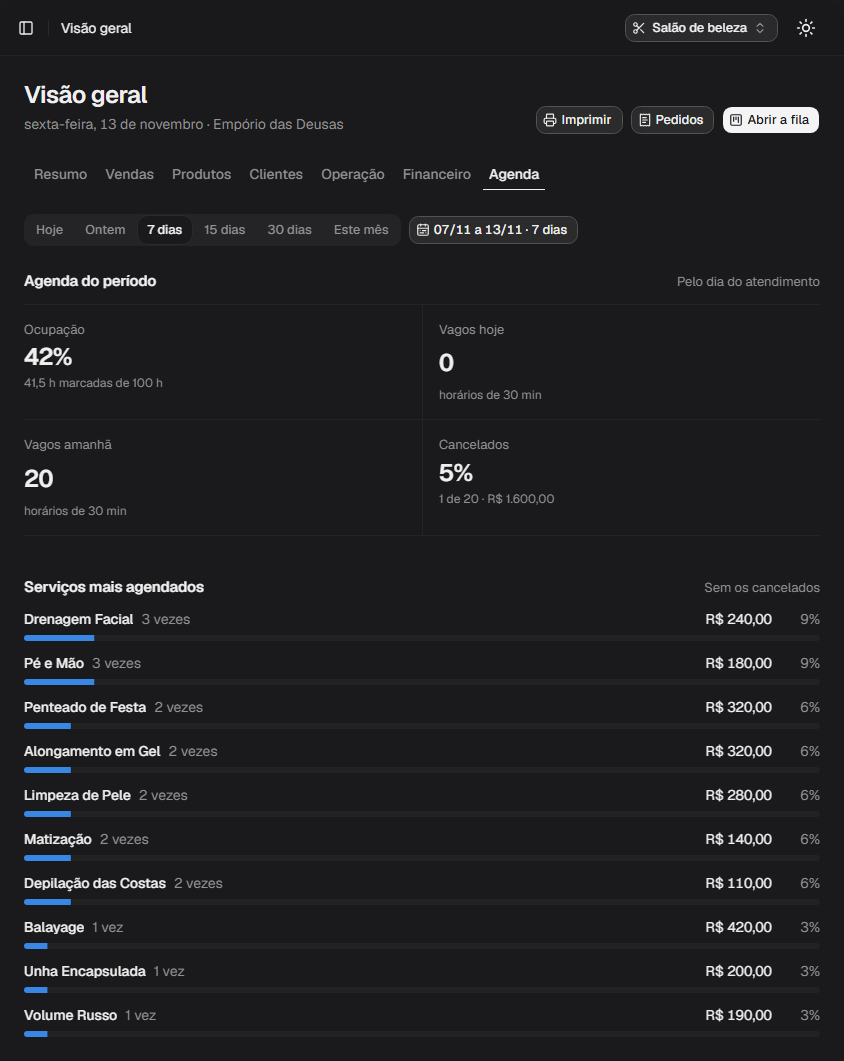 Visão geral
Salão de beleza
Visão geral
sexta-feira, 13 de novembro · Empório das Deusas
Imprimir
Pedidos
Abrir a fila
Resumo Vendas Produtos Clientes Operação Financeiro Agenda
Hoje Ontem 7 dias 15 dias 30 dias Este mês
07/11 a 13/11 · 7 dias
Agenda do período
Pelo dia do atendimento
Ocupação
42%
41,5 h marcadas de 100 h
Vagos hoje
0
horários de 30 min
Vagos amanhã
20
horários de 30 min
Cancelados
5%
1 de 20 · R$ 1.600,00
Serviços mais agendados
Sem os cancelados
Drenagem Facial 3 vezes R$ 240,00 9%
Pé e Mão 3 vezes R$ 180,00 9%
Penteado de Festa 2 vezes R$ 320,00 6%
Alongamento em Gel 2 vezes R$ 320,00 6%
Limpeza de Pele 2 vezes R$ 280,00 6%
Matização 2 vezes R$ 140,00 6%
Depilação das Costas 2 vezes R$ 110,00 6%
Balayage 1 vez R$ 420,00 3%
Unha Encapsulada 1 vez R$ 200,00 3%
Volume Russo 1 vez R$ 190,00 3%